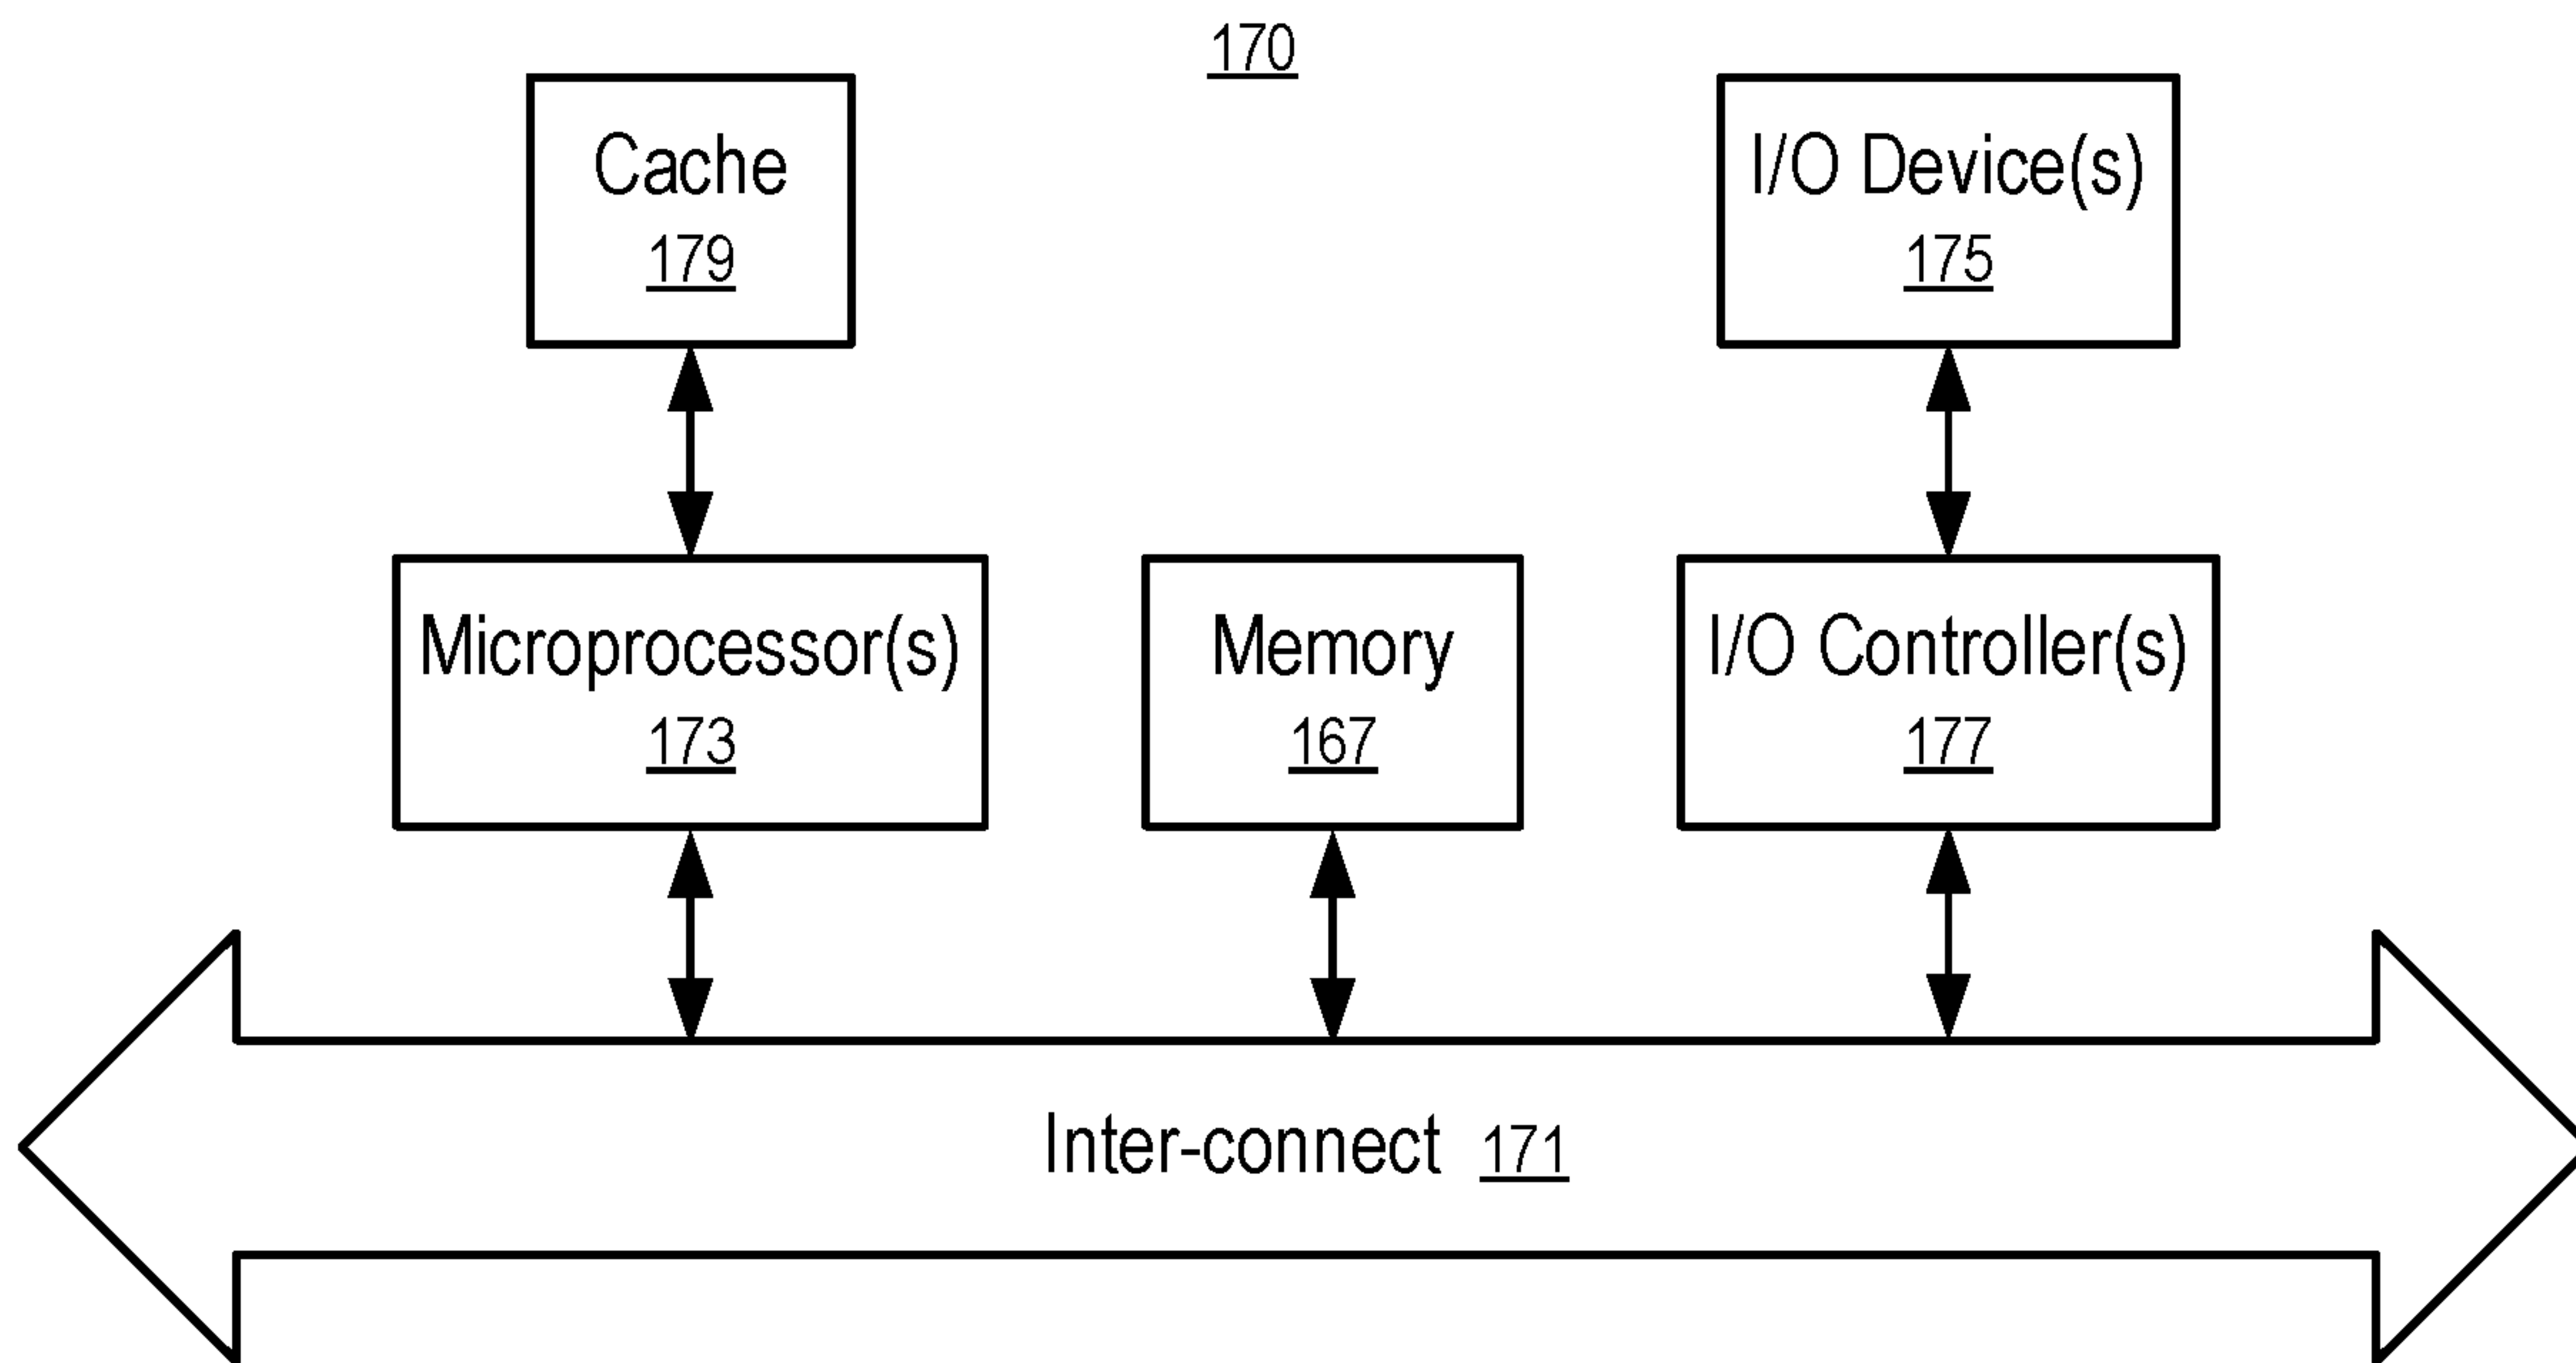 170
Cache
179
I/O Device(s)
175
Microprocessor(s)
173
Memory
167
I/O Controller(s)
177
Inter-connect 171